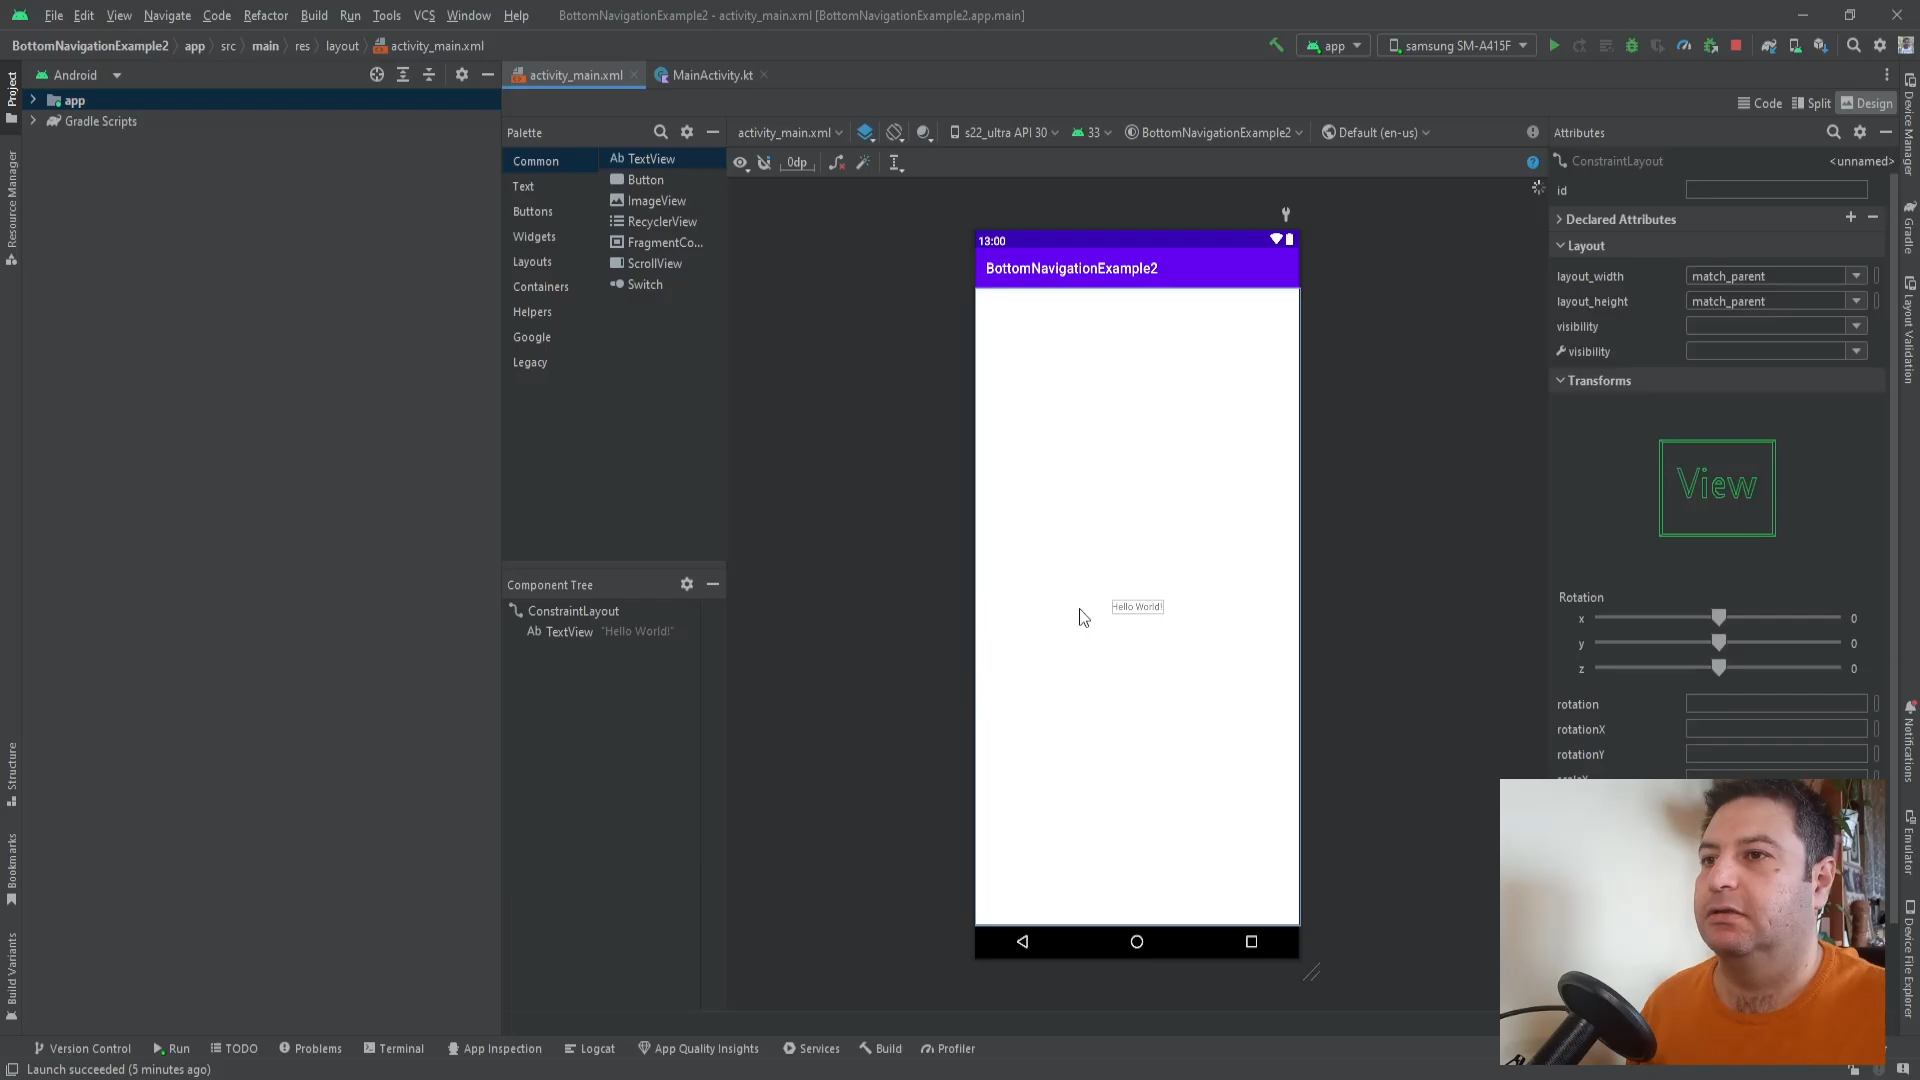 File Edit View Navigate Code Refactor Build Run Tools VCS Window Help BottomNavigationExample2 - activity_main.xml [BottomNavigationExample2.app.main]
BottomNavigationExample2 app src main res layout activity_main.xml app samsung SM-A415F
Project
Resource Manager
Structure
Bookmarks
Build Variants
Android
app
Gradle Scripts
activity_main.xml MainActivity.kt
Code Split Design
Palette
Common
Text
Buttons
Widgets
Layouts
Containers
Helpers
Google
Legacy
Ab TextView
Button
ImageView
RecyclerView
FragmentCo...
ScrollView
Switch
Component Tree
ConstraintLayout
Ab TextView "Hello World!"
activity_main.xml s22_ultra API 30 33 BottomNavigationExample2 Default (en-us)
0dp
13:00
BottomNavigationExample2
Hello World!
Attributes
ConstraintLayout <unnamed>
id
Declared Attributes
Layout
layout_width match_parent
layout_height match_parent
visibility
visibility
Transforms
View
Rotation
x 0
y 0
z 0
rotation
rotationX
rotationY
Device Manager
Gradle
Layout Validation
Notifications
Emulator
Device File Explorer
Version Control Run TODO Problems Terminal App Inspection Logcat App Quality Insights Services Build Profiler
Launch succeeded (5 minutes ago)